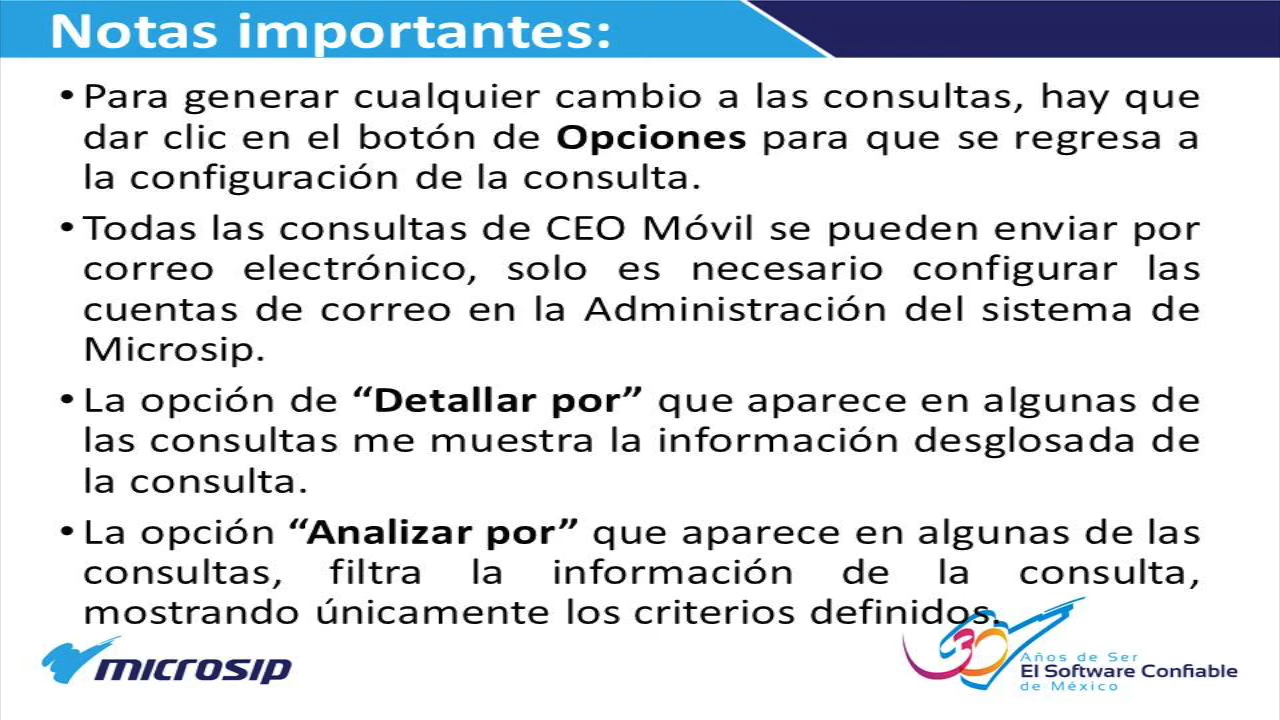 Notas importantes:
• Para generar cualquier cambio a las consultas, hay que
dar clic en el botón de Opciones para que se regresa a
la configuración de la consulta.
• Todas las consultas de CEO Móvil se pueden enviar por
correo electrónico, solo es necesario configurar las
cuentas de correo en la Administración del sistema de
Microsip.
• La opción de “Detallar por” que aparece en algunas de
las consultas me muestra la información desglosada de
la consulta.
• La opción “Analizar por” que aparece en algunas de las
consultas, filtra la información de la consulta,
mostrando únicamente los criterios definidos.
microsip
30
Años de Ser
El Software Confiable
de México